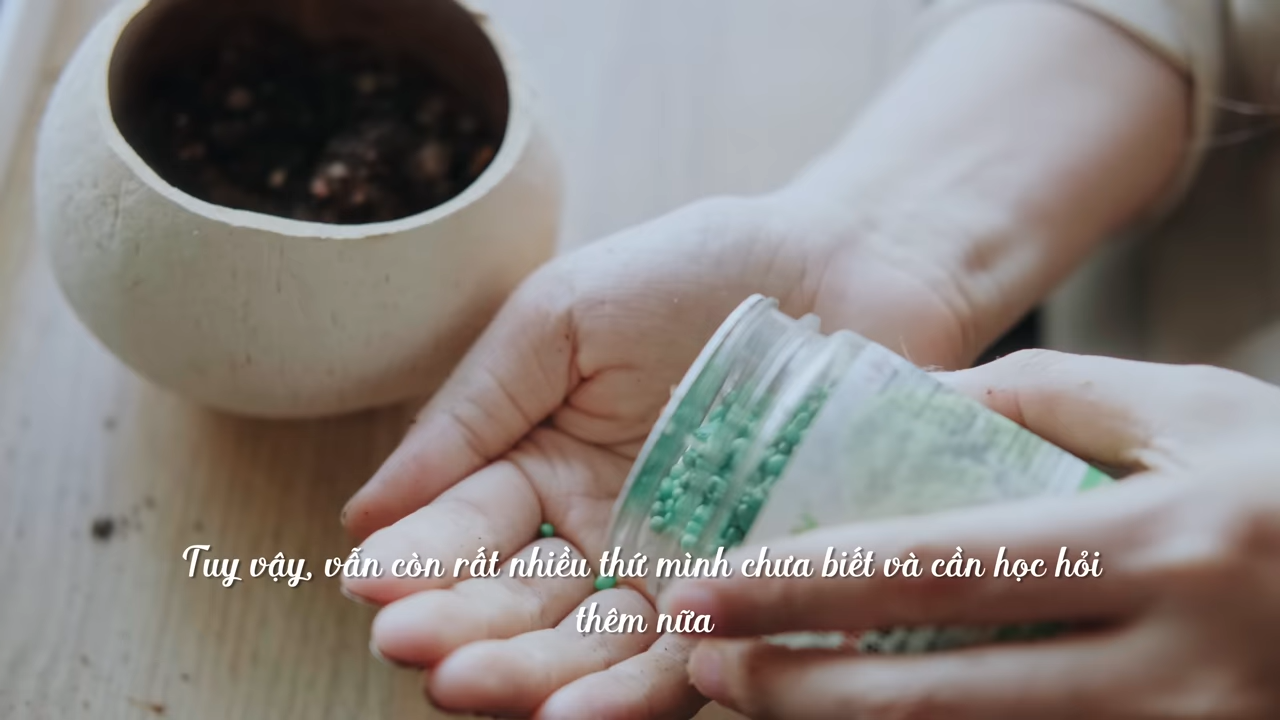 Tuy vậy, vẫn còn rất nhiều thứ mình chưa biết và cần học hỏi
thêm nữa